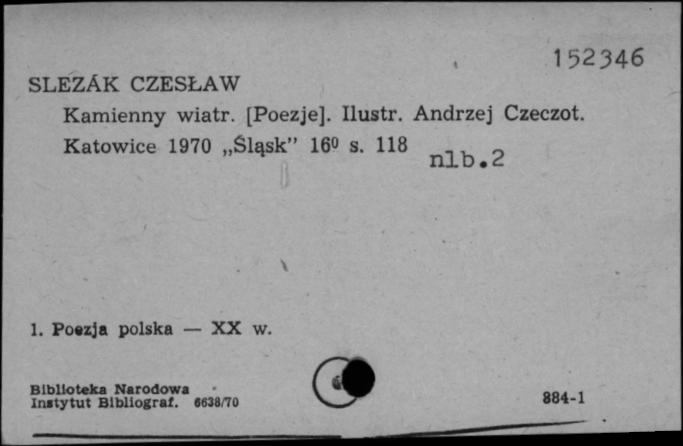 152346
SLEZÁK CZESŁAW
Kamienny wiatr. [Poezje]. Ilustr. Andrzej Czeczot.
Katowice 1970 „Śląsk” 16⁰ s. 118
nlb.2
1. Poezja polska — XX w.
Biblioteka Narodowa
Instytut Bibliograf. 6638/70
884-1